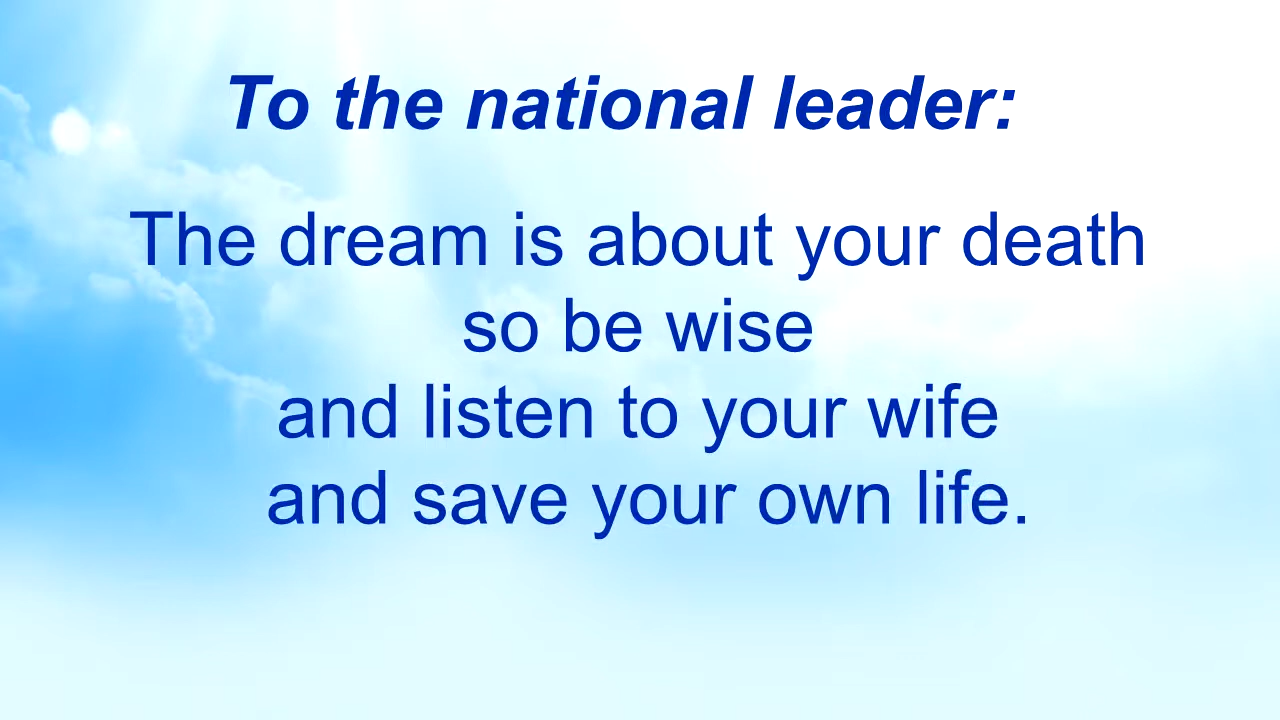 To the national leader:
The dream is about your death
so be wise
and listen to your wife
and save your own life.